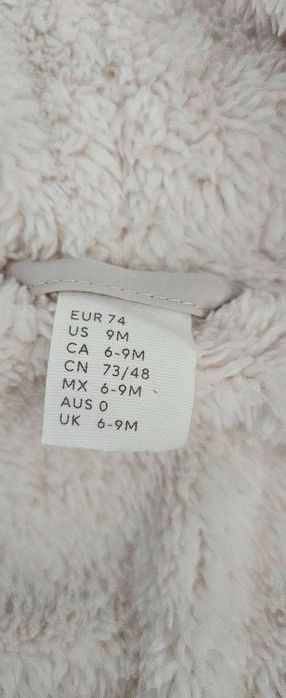 EUR 74
US 9M
CA 6-9M
CN 73/48
MX 6-9M
AUS 0
UK 6-9M